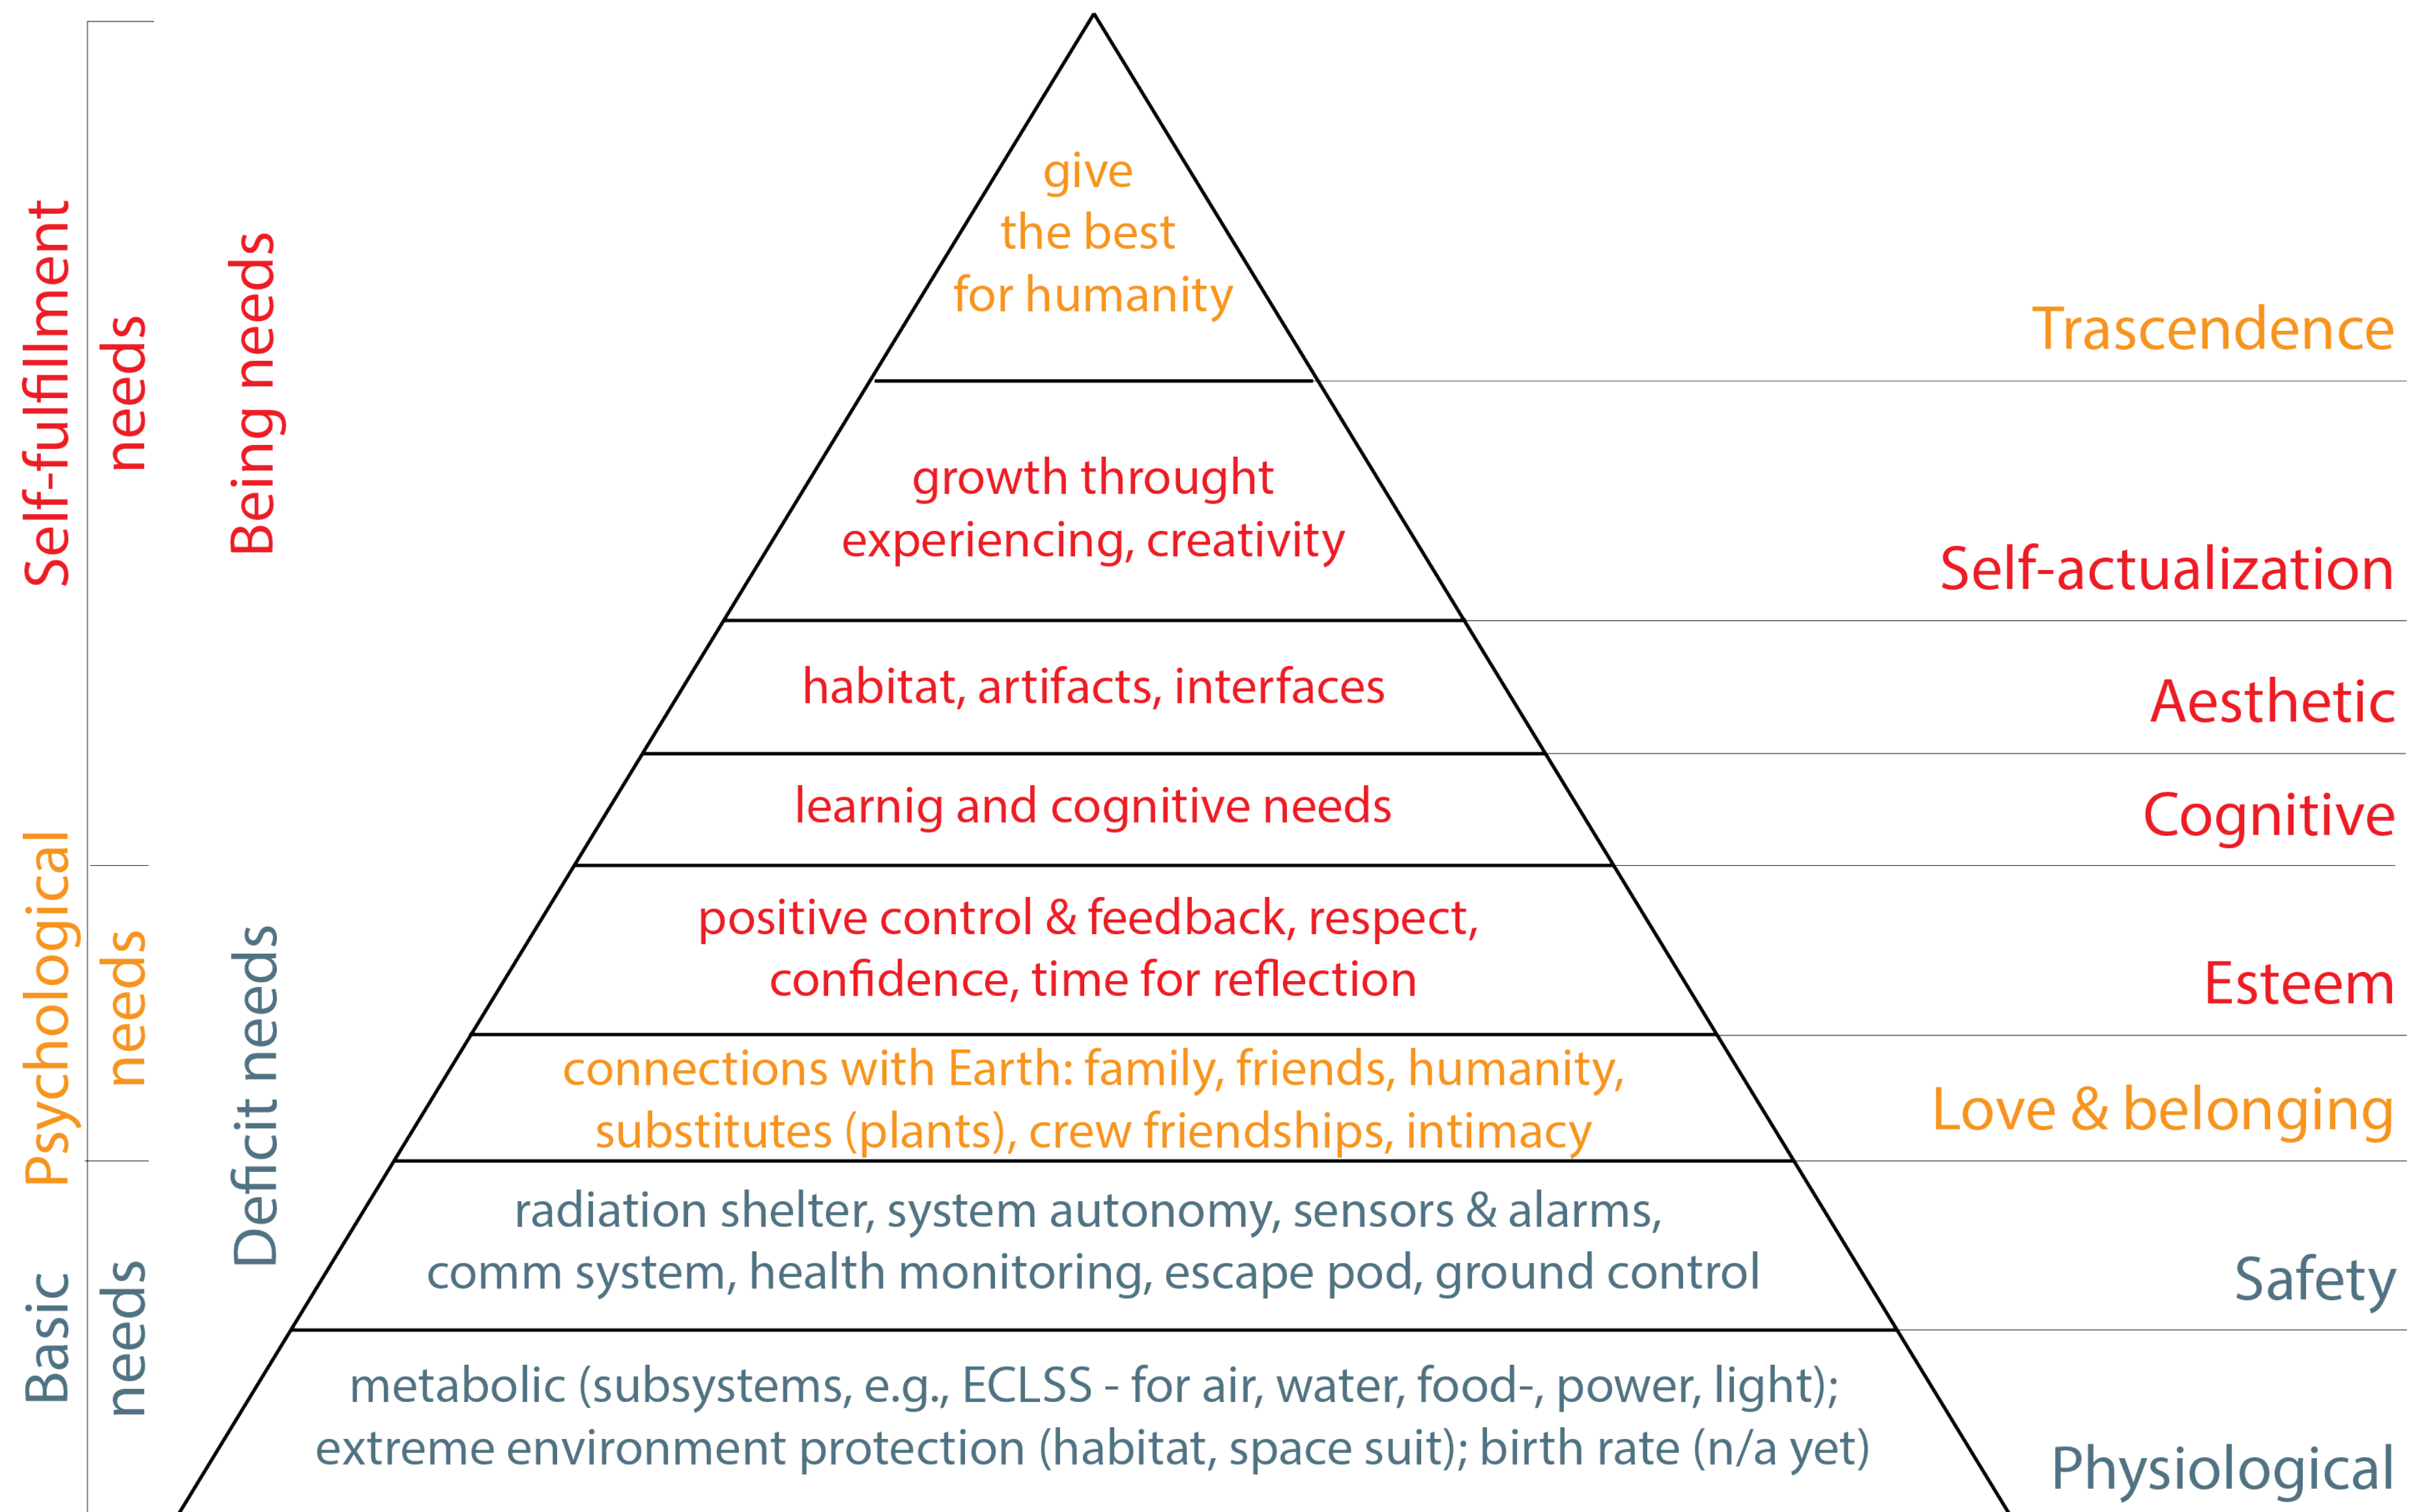 Self-fulfillment
needs
Being needs
Psychological
needs
Deficit needs
Basic
needs
give
the best
for humanity
Trascendence
growth throught
experiencing, creativity
Self-actualization
habitat, artifacts, interfaces
Aesthetic
learnig and cognitive needs
Cognitive
positive control & feedback, respect,
confidence, time for reflection
Esteem
connections with Earth: family, friends, humanity,
substitutes (plants), crew friendships, intimacy
Love & belonging
radiation shelter, system autonomy, sensors & alarms,
comm system, health monitoring, escape pod, ground control
Safety
metabolic (subsystems, e.g., ECLSS - for air, water, food-, power, light);
extreme environment protection (habitat, space suit); birth rate (n/a yet)
Physiological